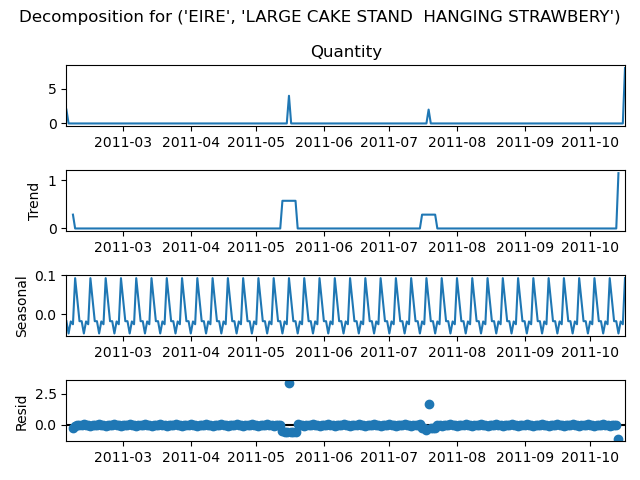 Decomposition for ('EIRE', 'LARGE CAKE STAND  HANGING STRAWBERY')
Quantity
5
0
2011-03 2011-04 2011-05 2011-06 2011-07 2011-08 2011-09 2011-10
Trend
1
0
2011-03 2011-04 2011-05 2011-06 2011-07 2011-08 2011-09 2011-10
Seasonal
0.1
0.0
2011-03 2011-04 2011-05 2011-06 2011-07 2011-08 2011-09 2011-10
Resid
2.5
0.0
2011-03 2011-04 2011-05 2011-06 2011-07 2011-08 2011-09 2011-10